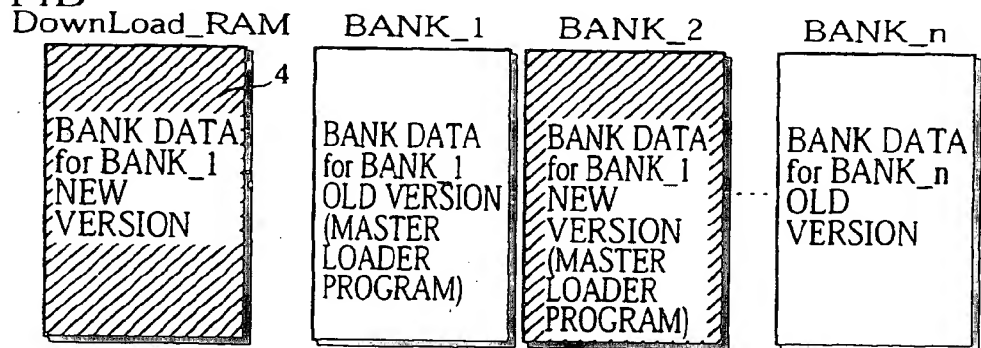 DownLoad_RAM BANK_1 BANK_2 BANK_n
4
BANK DATA
for BANK_1
NEW
VERSION
BANK DATA
for BANK_1
OLD VERSION
(MASTER
LOADER
PROGRAM)
BANK DATA
for BANK_1
NEW
VERSION
(MASTER
LOADER
PROGRAM)
BANK DATA
for BANK_n
OLD
VERSION